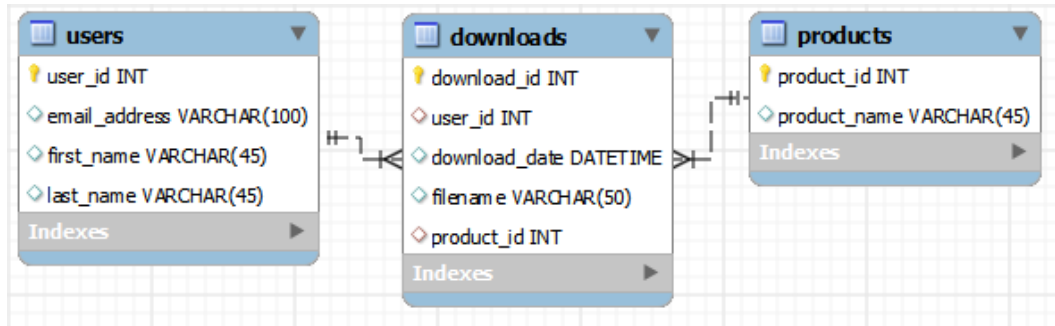 users
user_id INT
email_address VARCHAR(100)
first_name VARCHAR(45)
last_name VARCHAR(45)
Indexes
downloads
download_id INT
user_id INT
download_date DATETIME
filename VARCHAR(50)
product_id INT
Indexes
products
product_id INT
product_name VARCHAR(45)
Indexes